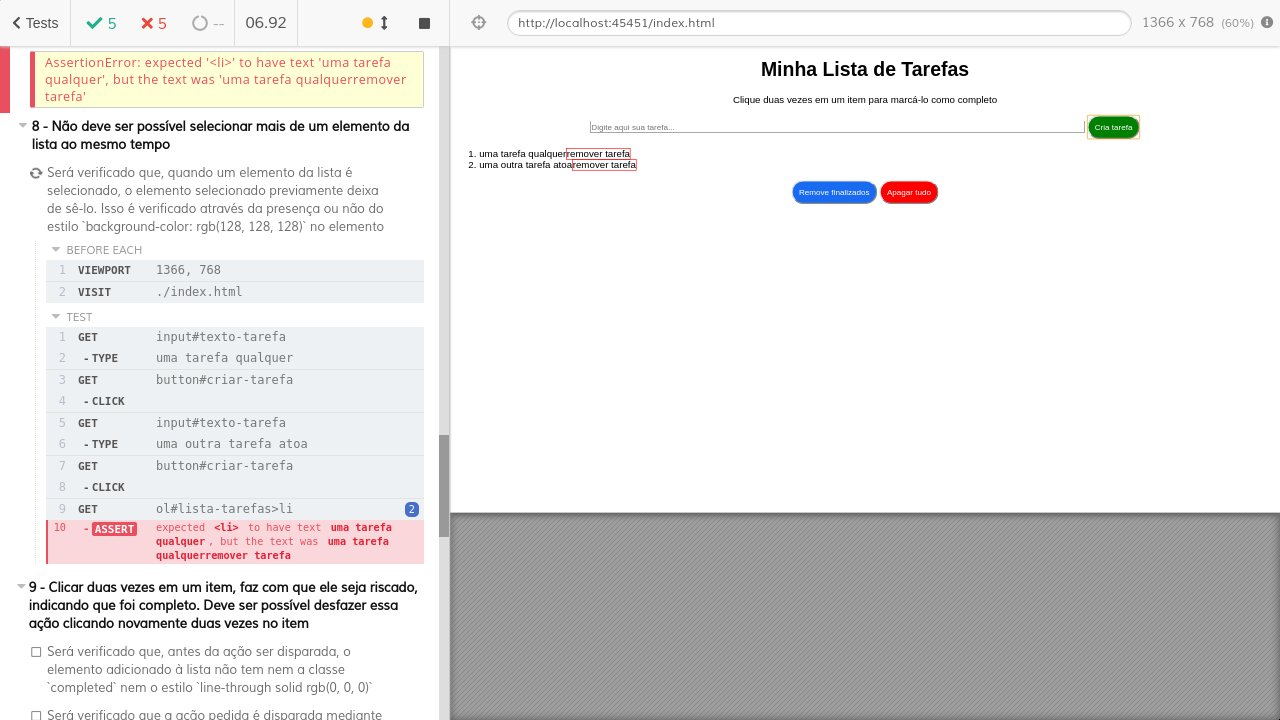 Tests
5
5
--
06.92
AssertionError: expected '<li>' to have text 'uma tarefa
qualquer', but the text was 'uma tarefa qualquerremover
tarefa'
8 - Não deve ser possível selecionar mais de um elemento da
lista ao mesmo tempo
Será verificado que, quando um elemento da lista é
selecionado, o elemento selecionado previamente deixa
de sê-lo. Isso é verificado através da presença ou não do
estilo `background-color: rgb(128, 128, 128)` no elemento
BEFORE EACH
1 VIEWPORT 1366, 768
2 VISIT ./index.html
TEST
1 GET input#texto-tarefa
2 - TYPE uma tarefa qualquer
3 GET button#criar-tarefa
4 - CLICK
5 GET input#texto-tarefa
6 - TYPE uma outra tarefa atoa
7 GET button#criar-tarefa
8 - CLICK
9 GET ol#lista-tarefas>li 2
10 - ASSERT expected <li> to have text uma tarefa
qualquer, but the text was uma tarefa
qualquerremover tarefa
9 - Clicar duas vezes em um item, faz com que ele seja riscado,
indicando que foi completo. Deve ser possível desfazer essa
ação clicando novamente duas vezes no item
Será verificado que, antes da ação ser disparada, o
elemento adicionado à lista não tem nem a classe
`completed` nem o estilo `line-through solid rgb(0, 0, 0)`
Será verificado que a ação pedida é disparada mediante
http://localhost:45451/index.html
1366 x 768 (60%)
Minha Lista de Tarefas
Clique duas vezes em um item para marcá-lo como completo
Digite aqui sua tarefa...
Cria tarefa
1. uma tarefa qualquerremover tarefa
2. uma outra tarefa atoaremover tarefa
Remove finalizados
Apagar tudo